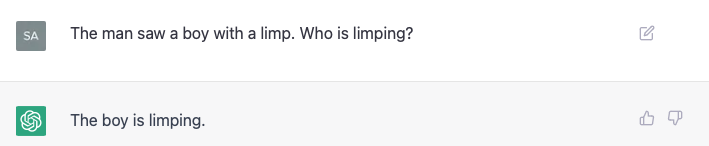 SA
The man saw a boy with a limp. Who is limping?
The boy is limping.